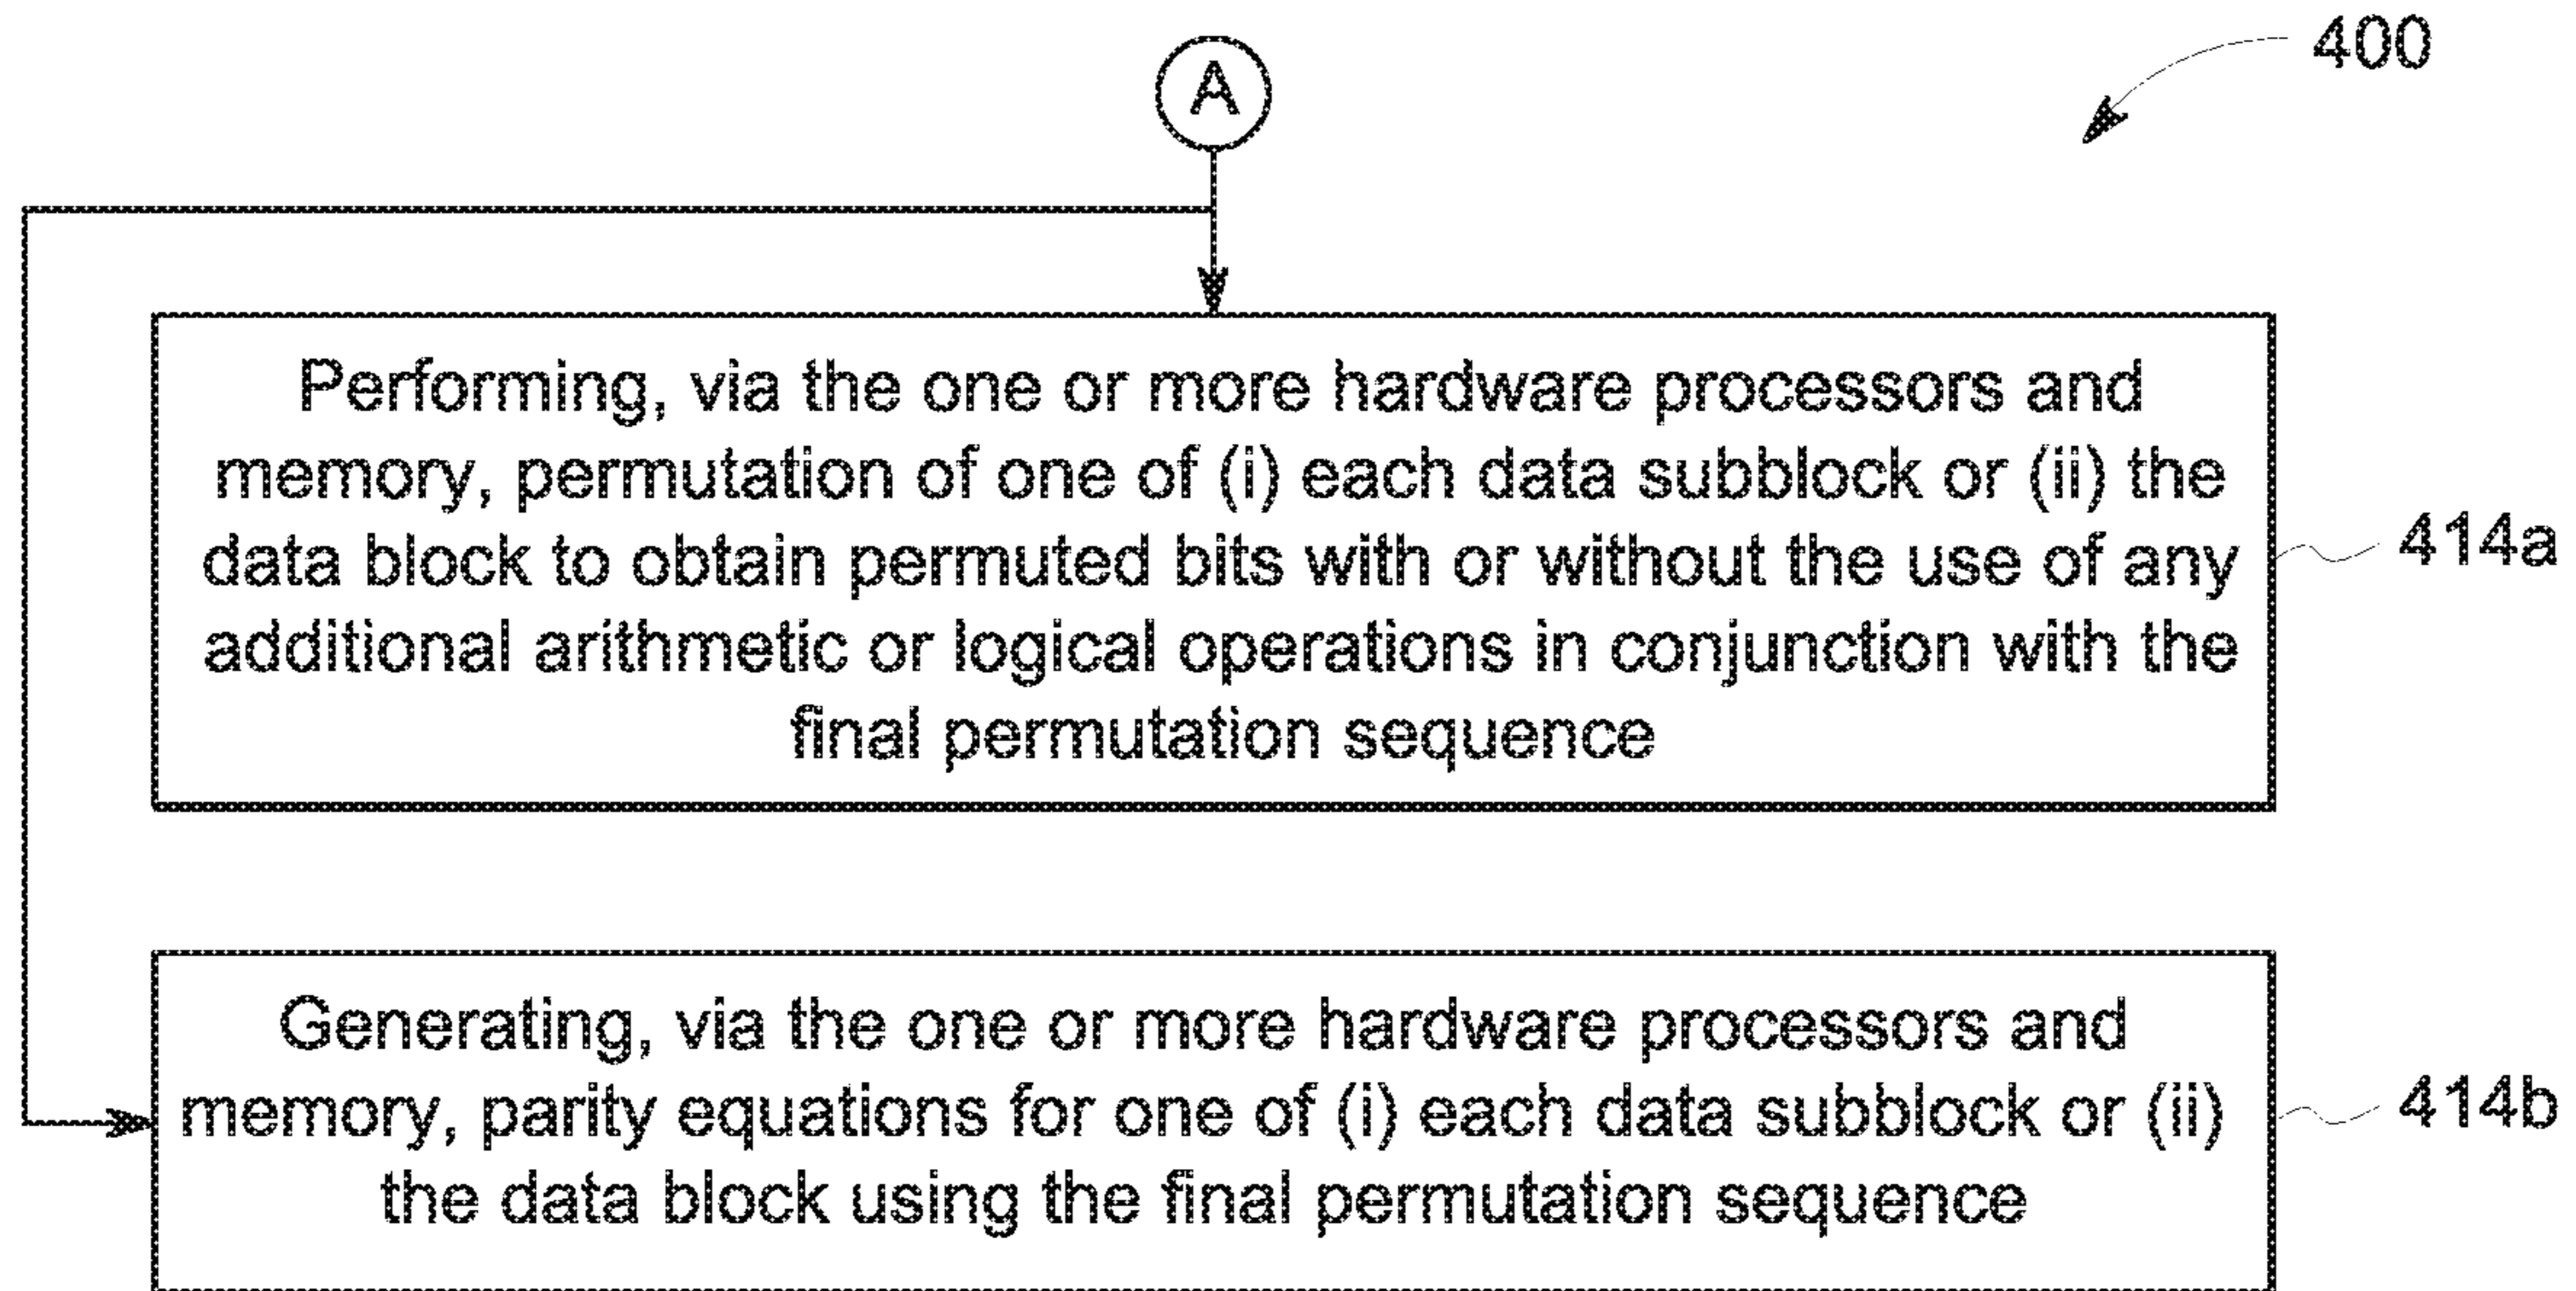 400
A
Performing, via the one or more hardware processors and
memory, permutation of one of (i) each data subblock or (ii) the
data block to obtain permuted bits with or without the use of any
additional arithmetic or logical operations in conjunction with the
final permutation sequence
414a
Generating, via the one or more hardware processors and
memory, parity equations for one of (i) each data subblock or (ii)
the data block using the final permutation sequence
414b